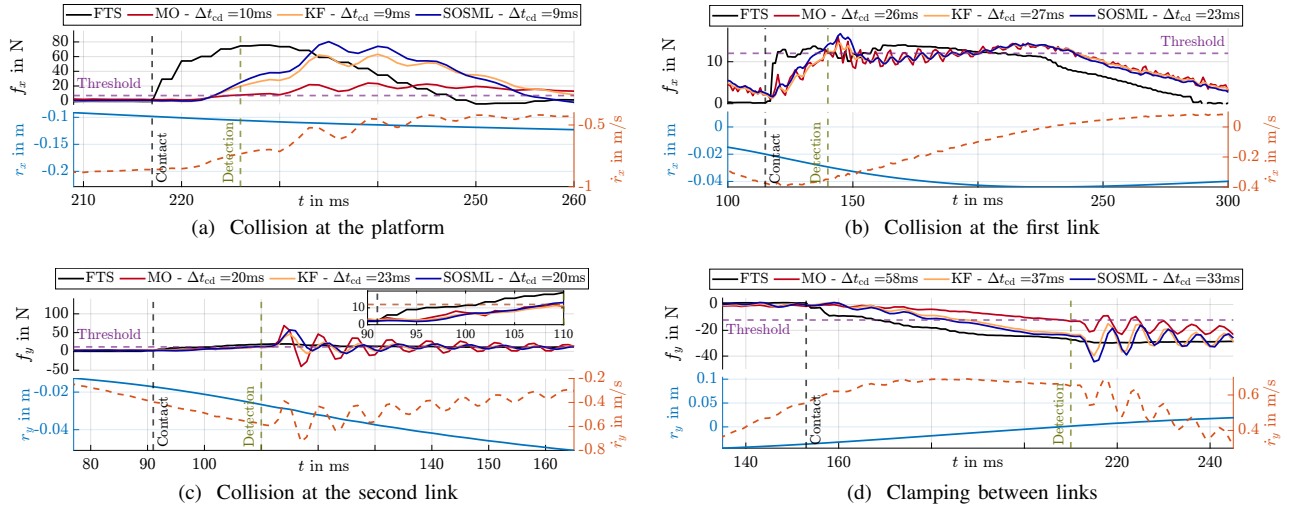 FTS MO - Δt_cd =10ms KF - Δt_cd =9ms SOSML - Δt_cd =9ms
f_x in N
80
60
40
20
0
Threshold
r_x in m
-0.1
-0.15
-0.2
Contact
Detection
-0.5
-1
ṙ_x in m/s
210 220 250 260
t in ms
(a) Collision at the platform
FTS MO - Δt_cd =26ms KF - Δt_cd =27ms SOSML - Δt_cd =23ms
f_x in N
10
0
Threshold
r_x in m
0
-0.02
-0.04
Contact
Detection
0
-0.2
-0.4
ṙ_x in m/s
100 150 250 300
t in ms
(b) Collision at the first link
FTS MO - Δt_cd =20ms KF - Δt_cd =23ms SOSML - Δt_cd =20ms
f_y in N
100
50
0
-50
Threshold
10
0
90 95 100 105 110
r_y in m
-0.02
-0.04
Contact
Detection
-0.2
-0.4
-0.6
-0.8
ṙ_y in m/s
80 90 100 120 140 150 160
t in ms
(c) Collision at the second link
FTS MO - Δt_cd =58ms KF - Δt_cd =37ms SOSML - Δt_cd =33ms
f_y in N
0
-20
-40
Threshold
r_y in m
0.1
0.05
0
Contact
Detection
0.6
0.4
ṙ_y in m/s
140 160 220 240
t in ms
(d) Clamping between links